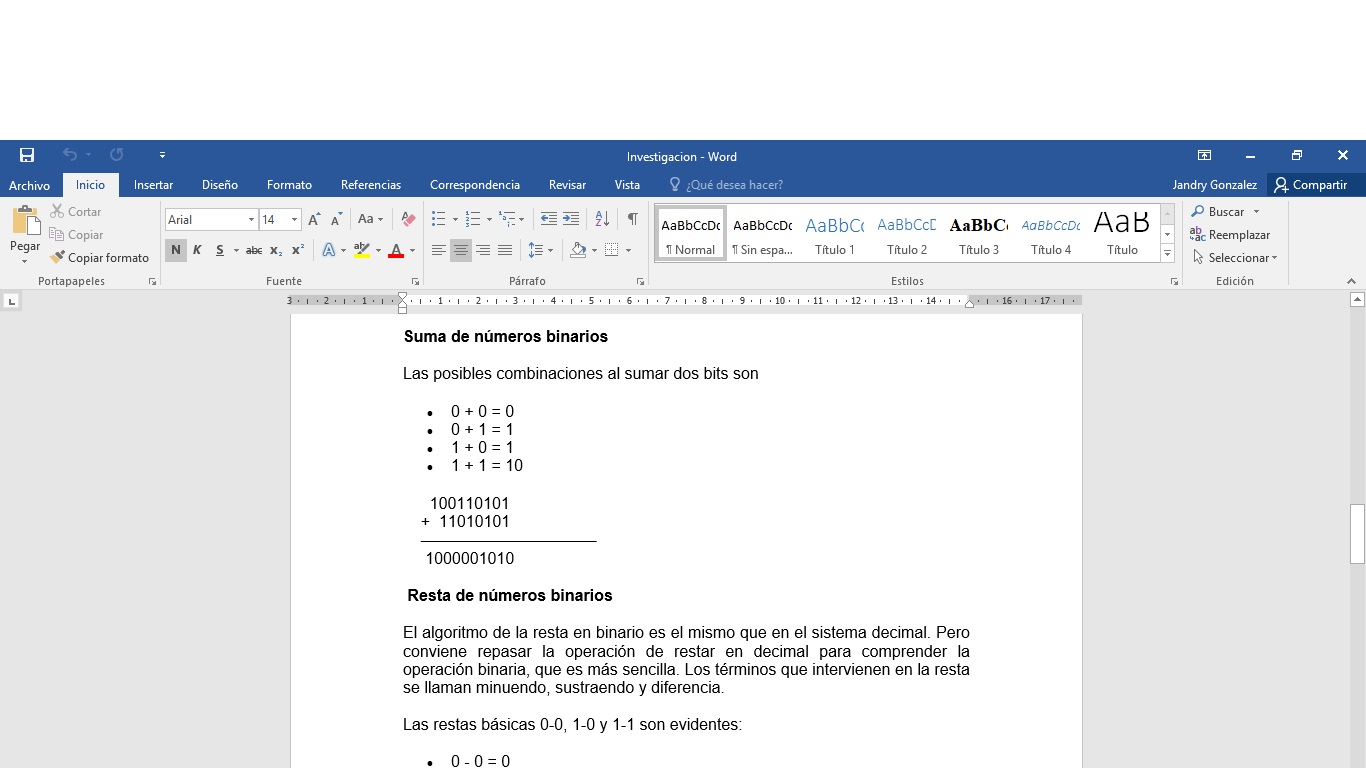 Investigacion - Word
Archivo Inicio Insertar Diseño Formato Referencias Correspondencia Revisar Vista ¿Qué desea hacer? Jandry Gonzalez Compartir
Pegar
Cortar
Copiar
Copiar formato
Portapapeles
Arial 14 A A Aa
N K S abc x₂ x² A aby A
Fuente
Párrafo
AaBbCcDc AaBbCcDc AaBbCc AaBbCcD AaBbC AaBbCcDc AaB
¶ Normal ¶ Sin espa... Título 1 Título 2 Título 3 Título 4 Título
Estilos
Buscar
Reemplazar
Seleccionar
Edición
3 2 1 1 2 3 4 5 6 7 8 9 10 11 12 13 14 16 17
Suma de números binarios
Las posibles combinaciones al sumar dos bits son
• 0 + 0 = 0
• 0 + 1 = 1
• 1 + 0 = 1
• 1 + 1 = 10
100110101
+ 11010101
1000001010
Resta de números binarios
El algoritmo de la resta en binario es el mismo que en el sistema decimal. Pero
conviene repasar la operación de restar en decimal para comprender la
operación binaria, que es más sencilla. Los términos que intervienen en la resta
se llaman minuendo, sustraendo y diferencia.
Las restas básicas 0-0, 1-0 y 1-1 son evidentes:
• 0 - 0 = 0